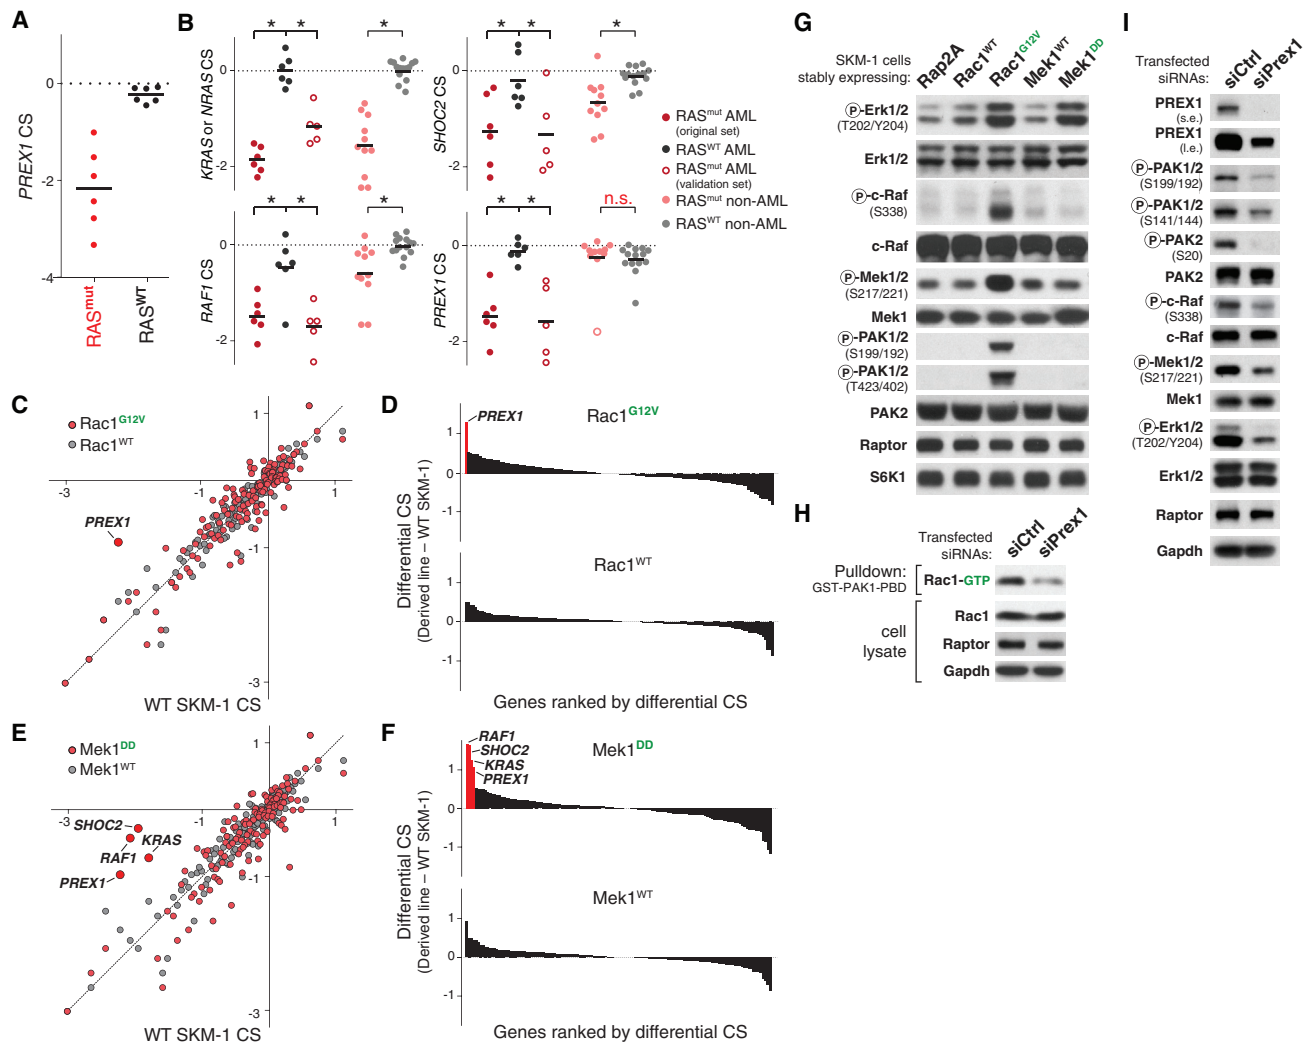 A
PREX1 CS
0
-2
-4
RASmut
RASWT
B
KRAS or NRAS CS
0
-2
* *
*
SHOC2 CS
0
-2
* *
*
RAF1 CS
0
-2
* *
*
PREX1 CS
0
-2
* *
n.s.
RASmut AML
(original set)
RASWT AML
RASmut AML
(validation set)
RASmut non-AML
RASWT non-AML
C
Rac1G12V
Rac1WT
1
-3
-1
1
PREX1
-1
-3
WT SKM-1 CS
D
PREX1
Rac1G12V
1
0
-1
Differential CS
(Derived line – WT SKM-1)
Rac1WT
1
0
-1
Genes ranked by differential CS
E
Mek1DD
Mek1WT
1
-3
-1
1
SHOC2
KRAS
RAF1
PREX1
-1
-3
WT SKM-1 CS
F
RAF1
SHOC2
KRAS
PREX1
Mek1DD
1
0
-1
Differential CS
(Derived line – WT SKM-1)
Mek1WT
1
0
-1
Genes ranked by differential CS
G
SKM-1 cells
stably expressing:
Rap2A
Rac1WT
Rac1G12V
Mek1WT
Mek1DD
P-Erk1/2
(T202/Y204)
Erk1/2
P-c-Raf
(S338)
c-Raf
P-Mek1/2
(S217/221)
Mek1
P-PAK1/2
(S199/192)
P-PAK1/2
(T423/402)
PAK2
Raptor
S6K1
H
Transfected
siRNAs:
siCtrl
siPrex1
Pulldown:
GST-PAK1-PBD
Rac1-GTP
cell
lysate
Rac1
Raptor
Gapdh
I
Transfected
siRNAs:
siCtrl
siPrex1
PREX1
(s.e.)
PREX1
(l.e.)
P-PAK1/2
(S199/192)
P-PAK1/2
(S141/144)
P-PAK2
(S20)
PAK2
P-c-Raf
(S338)
c-Raf
P-Mek1/2
(S217/221)
Mek1
P-Erk1/2
(T202/Y204)
Erk1/2
Raptor
Gapdh